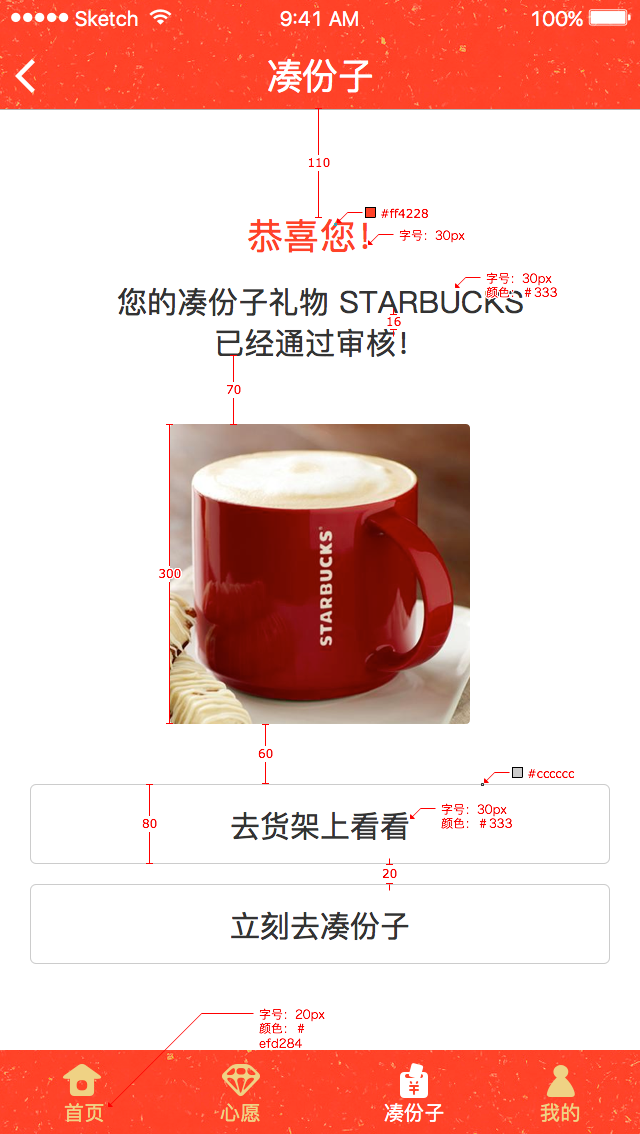 Sketch 9:41 AM 100%
凑份子
110
#ff4228
恭喜您!
字号：30px
字号：30px
颜色：#333
您的凑份子礼物 STARBUCKS
16
已经通过审核!
70
300
STARBUCKS
60
#cccccc
80
去货架上看看
字号：30px
颜色：#333
20
立刻去凑份子
字号：20px
颜色：#
efd284
首页 心愿 凑份子 我的